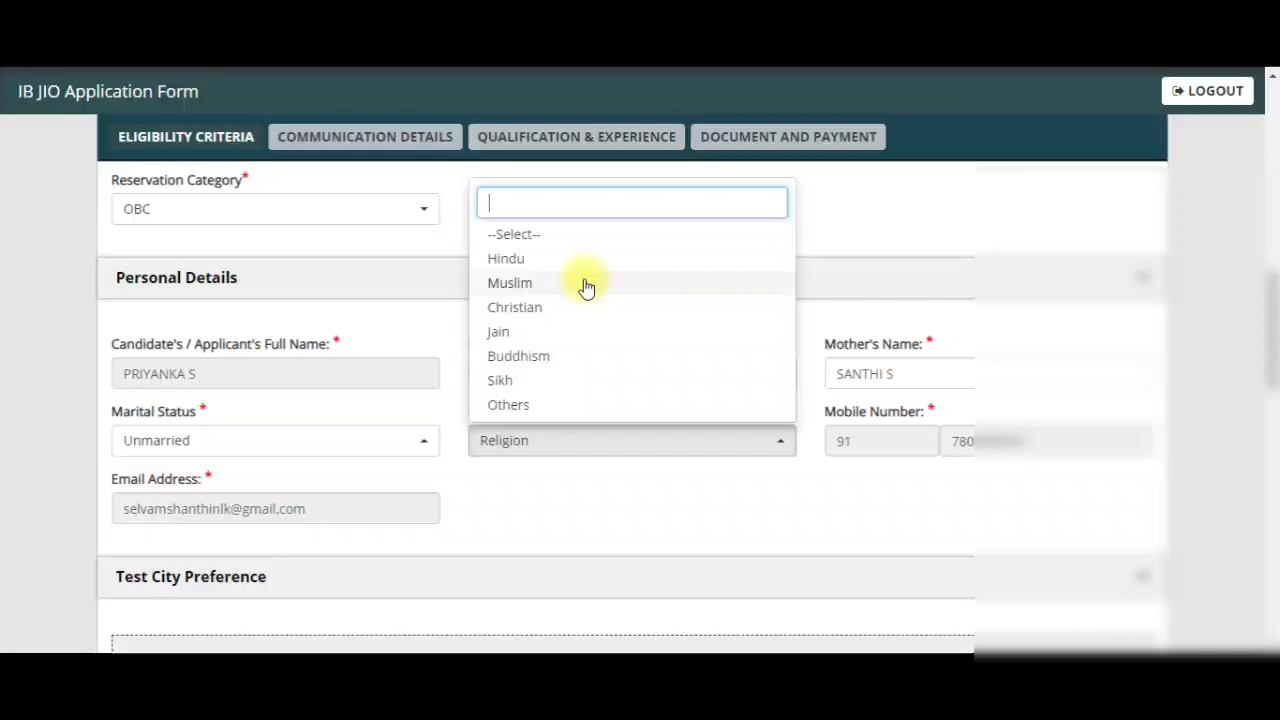 IB JIO Application Form
LOGOUT
ELIGIBILITY CRITERIA COMMUNICATION DETAILS QUALIFICATION & EXPERIENCE DOCUMENT AND PAYMENT
Reservation Category*
OBC
--Select--
Hindu
Muslim
Christian
Jain
Buddhism
Sikh
Others
Personal Details
Candidate's / Applicant's Full Name: *
PRIYANKA S
Mother's Name: *
SANTHI S
Marital Status *
Unmarried
Religion
Mobile Number: *
91 780
Email Address: *
selvamshanthinlk@gmail.com
Test City Preference